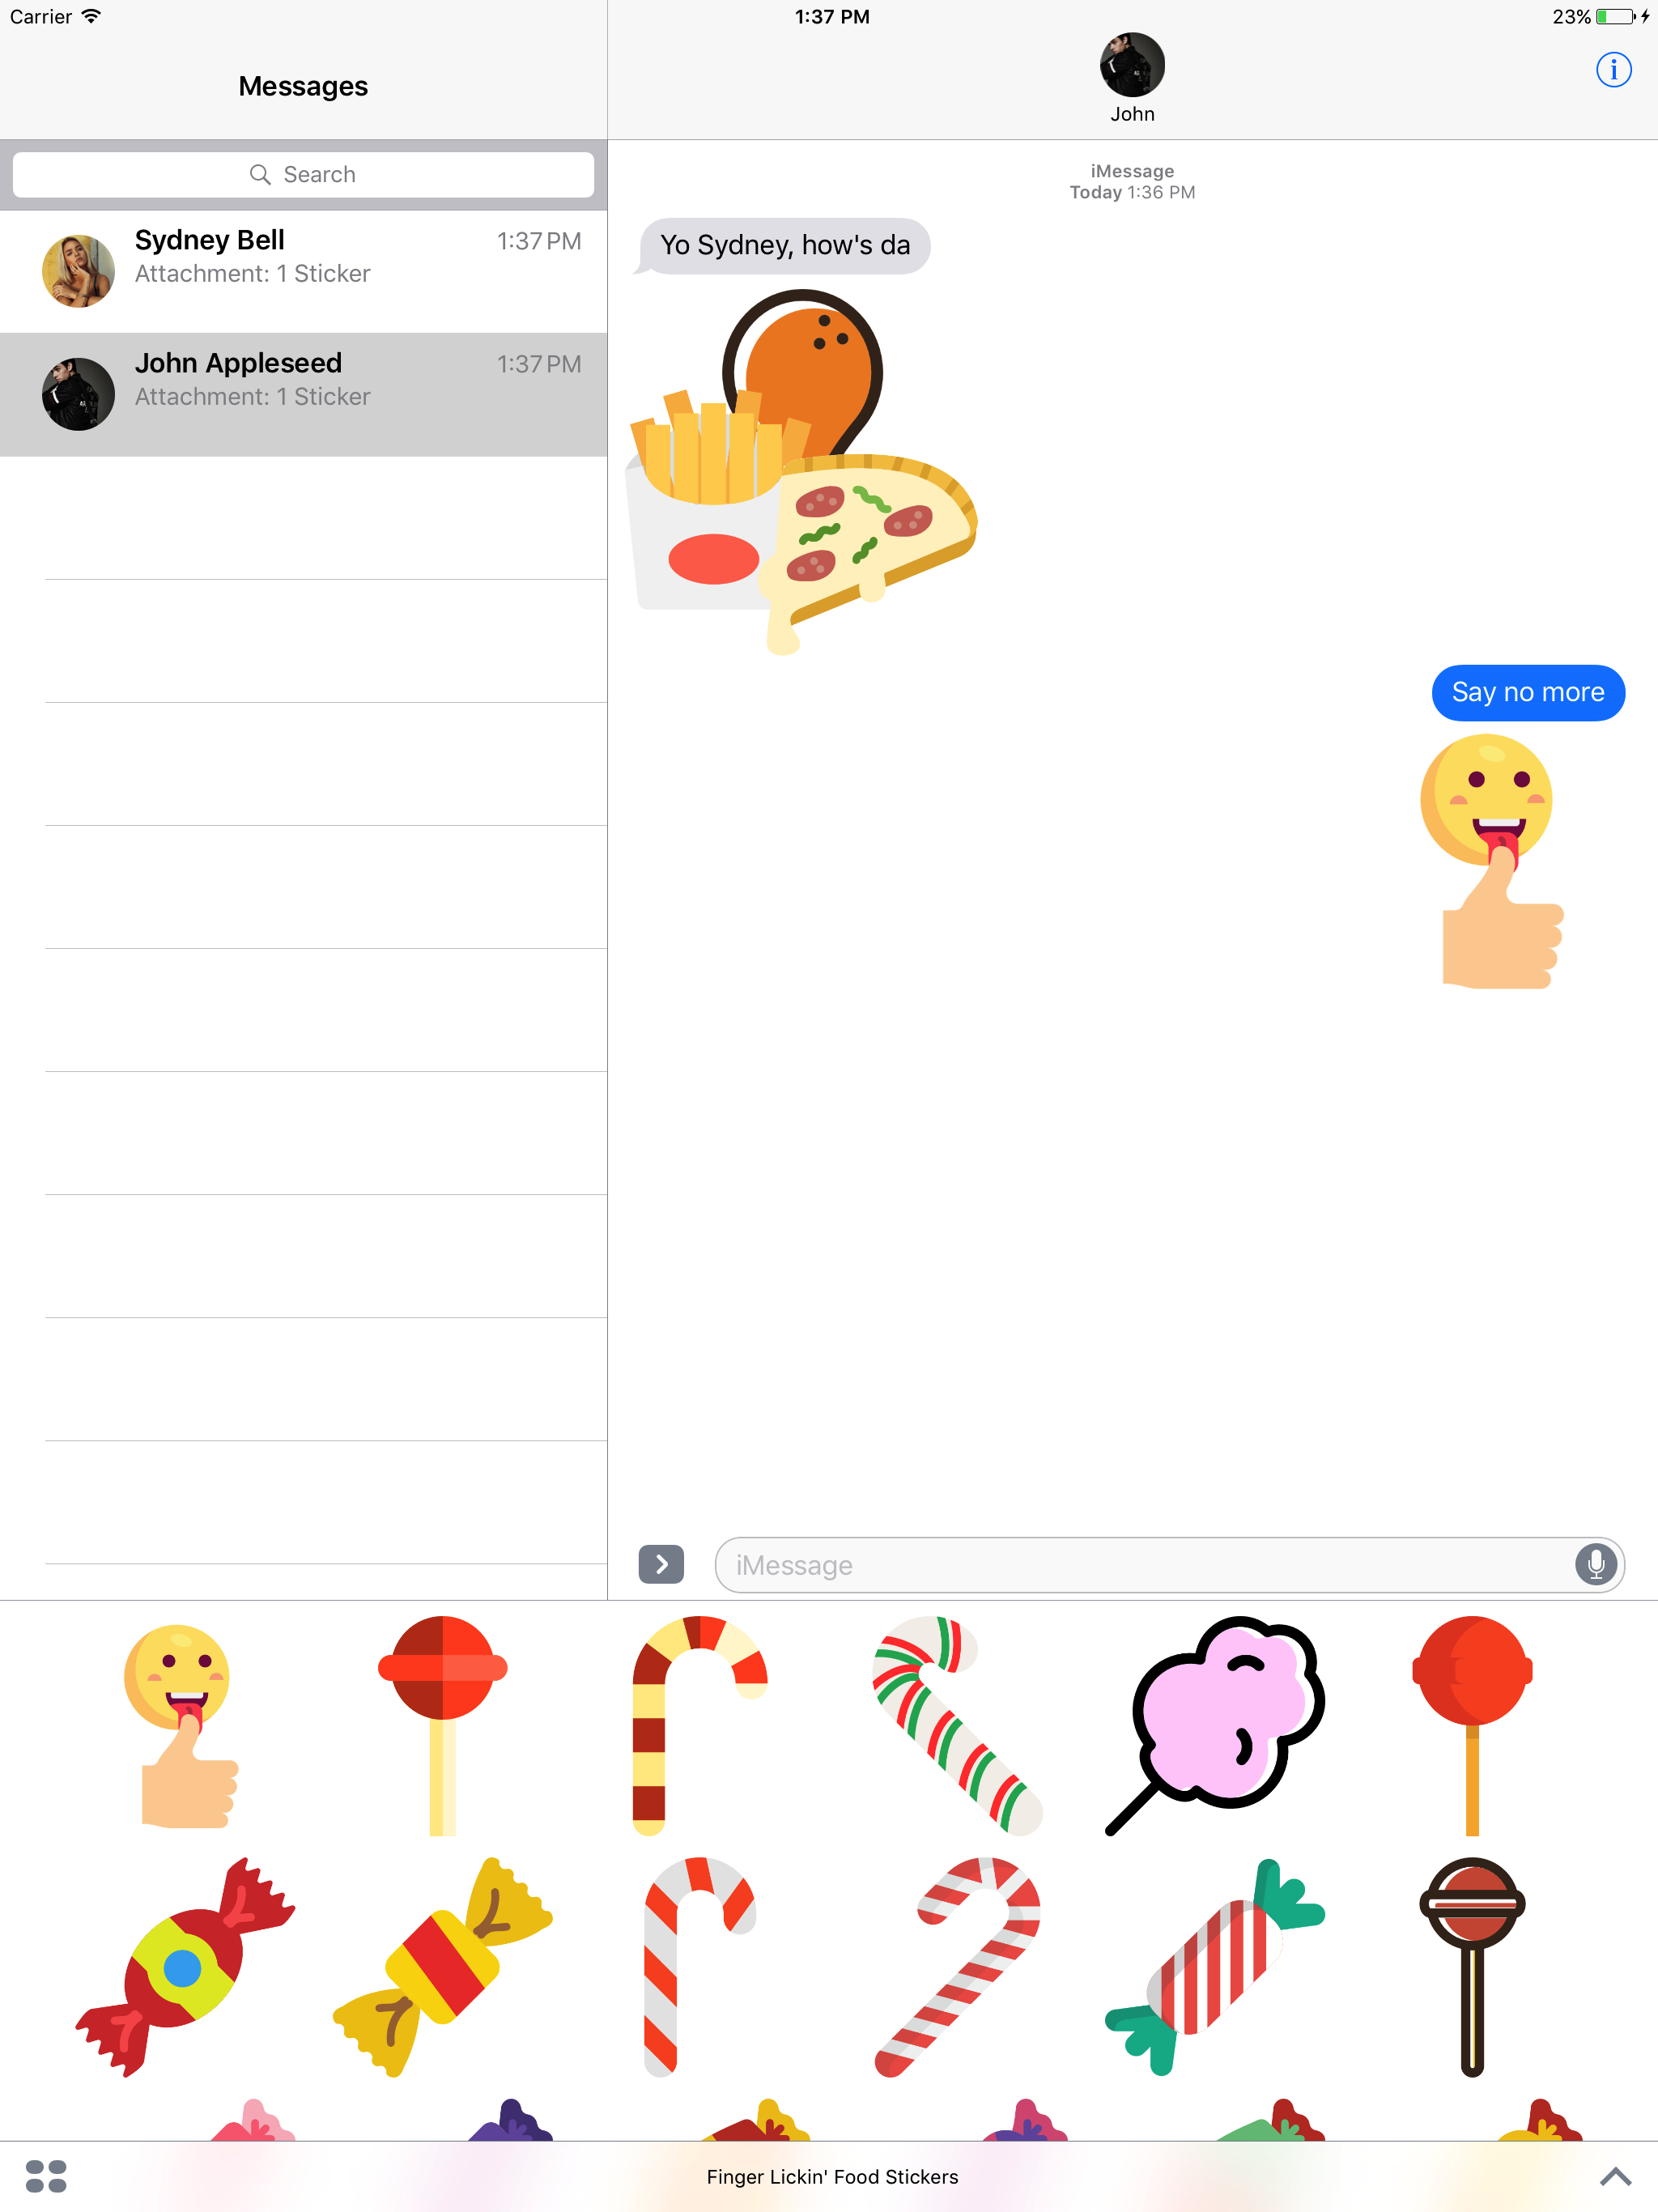 Carrier
1:37 PM
23%
Messages
John
Search
Sydney Bell
1:37 PM
Attachment: 1 Sticker
John Appleseed
1:37 PM
Attachment: 1 Sticker
iMessage
Today 1:36 PM
Yo Sydney, how's da
Say no more
iMessage
Finger Lickin' Food Stickers